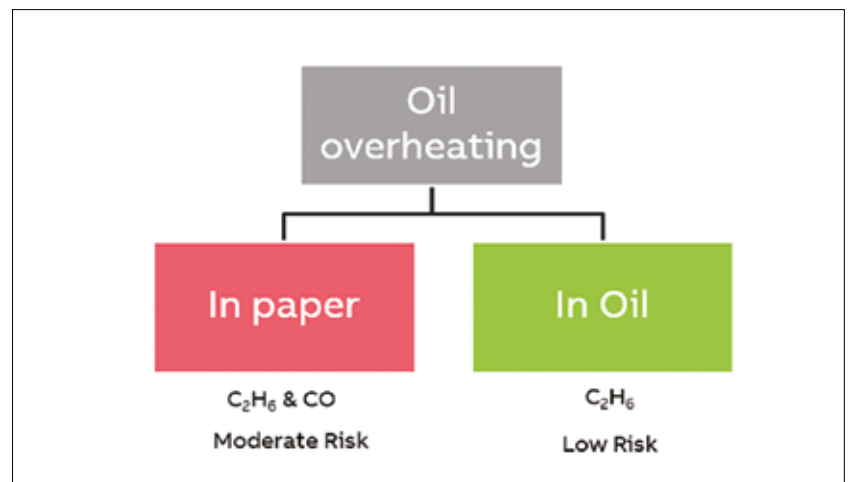 Oil
overheating
In paper
In Oil
C₂H₆ & CO
C₂H₆
Moderate Risk
Low Risk